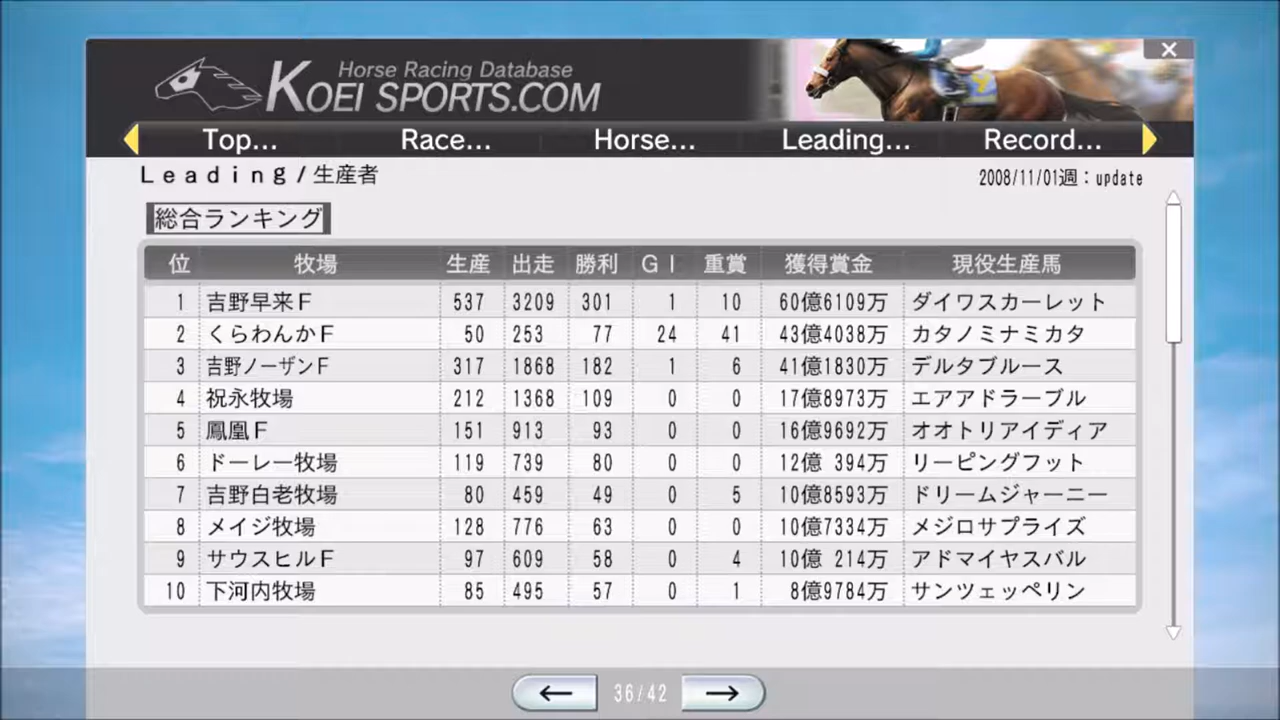 Horse Racing Database
KOEI SPORTS.COM
×
Top... Race... Horse... Leading... Record...
Ｌｅａｄｉｎｇ/生産者
2008/11/01週：update
総合ランキング
位 牧場 生産 出走 勝利 ＧⅠ 重賞 獲得賞金 現役生産馬
1 吉野早来Ｆ 537 3209 301 1 10 60億6109万 ダイワスカーレット
2 くらわんかＦ 50 253 77 24 41 43億4038万 カタノミナミカタ
3 吉野ノーザンＦ 317 1868 182 1 6 41億1830万 デルタブルース
4 祝永牧場 212 1368 109 0 0 17億8973万 エアアドラーブル
5 鳳凰Ｆ 151 913 93 0 0 16億9692万 オオトリアイディア
6 ドーレー牧場 119 739 80 0 0 12億 394万 リーピングフット
7 吉野白老牧場 80 459 49 0 5 10億8593万 ドリームジャーニー
8 メイジ牧場 128 776 63 0 0 10億7334万 メジロサプライズ
9 サウスヒルＦ 97 609 58 0 4 10億 214万 アドマイヤスバル
10 下河内牧場 85 495 57 0 1 8億9784万 サンツェッペリン
← 36/42 →